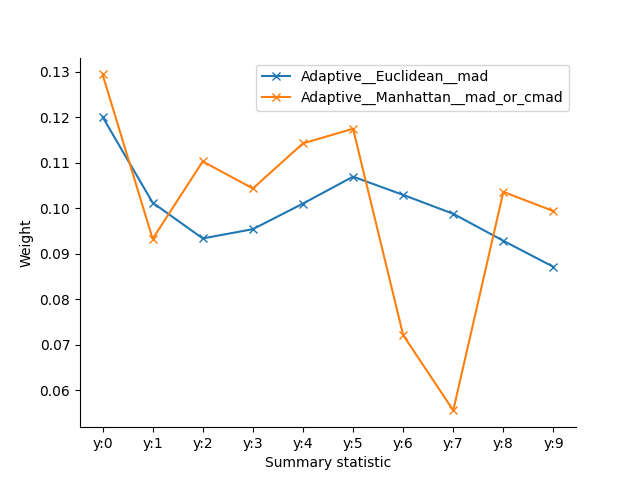 Adaptive__Euclidean__mad
Adaptive__Manhattan__mad_or_cmad
0.13
0.12
0.11
0.10
0.09
0.08
0.07
0.06
Weight
y:0 y:1 y:2 y:3 y:4 y:5 y:6 y:7 y:8 y:9
Summary statistic